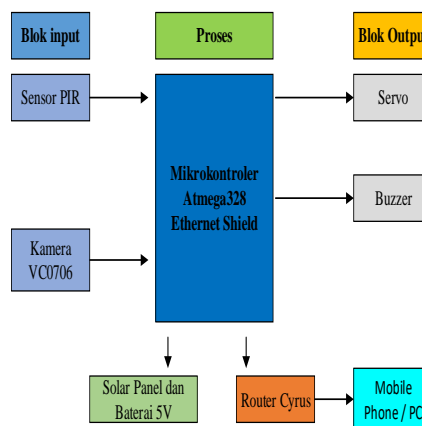 Blok input
Proses
Blok Output
Sensor PIR
Servo
Mikrokontroler
Atmega328
Ethernet Shield
Buzzer
Kamera
VC0706
Solar Panel dan
Baterai 5V
Router Cyrus
Mobile
Phone / PC